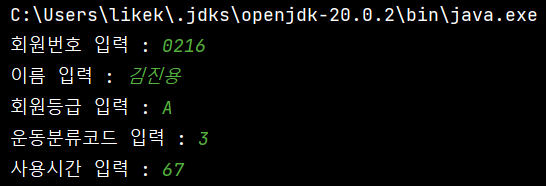 C:\Users\likek\.jdks\openjdk-20.0.2\bin\java.exe
회원번호 입력 : 0216
이름 입력 : 김진용
회원등급 입력 : A
운동분류코드 입력 : 3
사용시간 입력 : 67